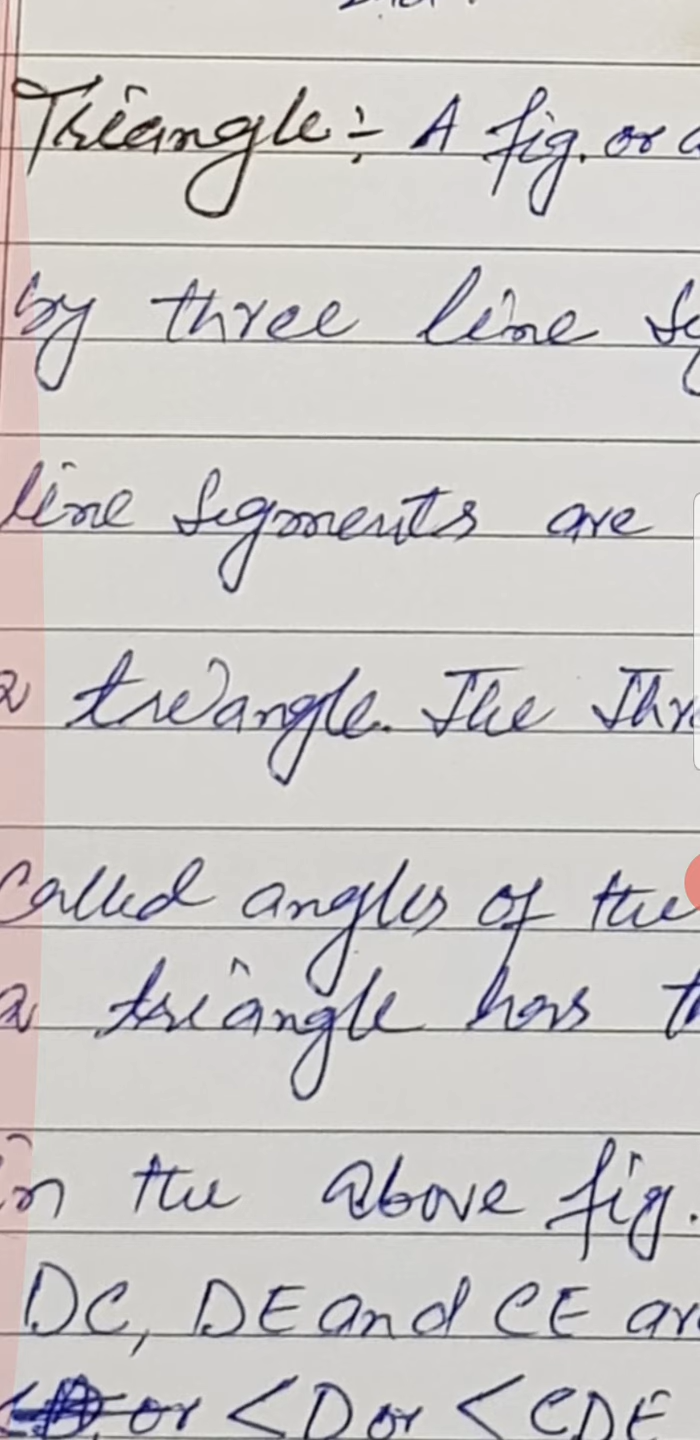 Triangle:- A fig. or
by three line
line segments are
a triangle. The
called angles of the
a triangle has
in the above fig.
DC, DE and CE
or <D or <CDE